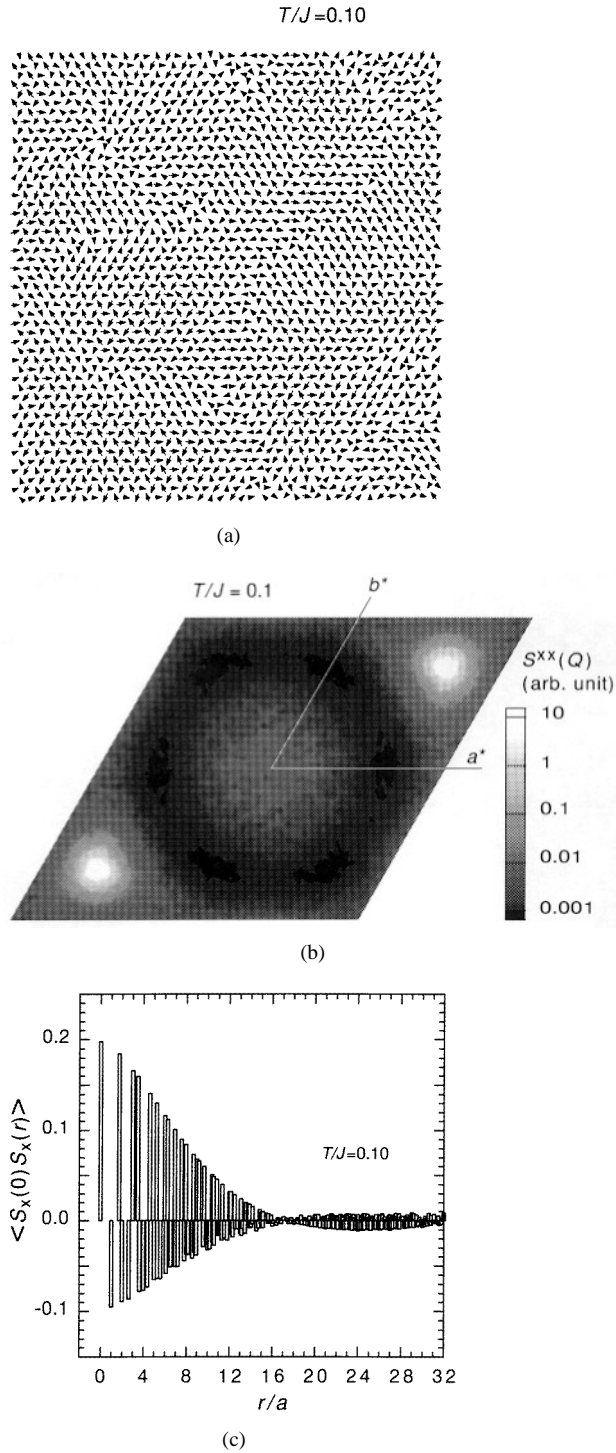 T/J=0.10
(a)
T/J = 0.1
b*
a*
S^xx(Q)
(arb. unit)
10
1
0.1
0.01
0.001
(b)
<S_x(0)S_x(r)>
0.2
0.1
0.0
-0.1
T/J=0.10
0 4 8 12 16 20 24 28 32
r/a
(c)